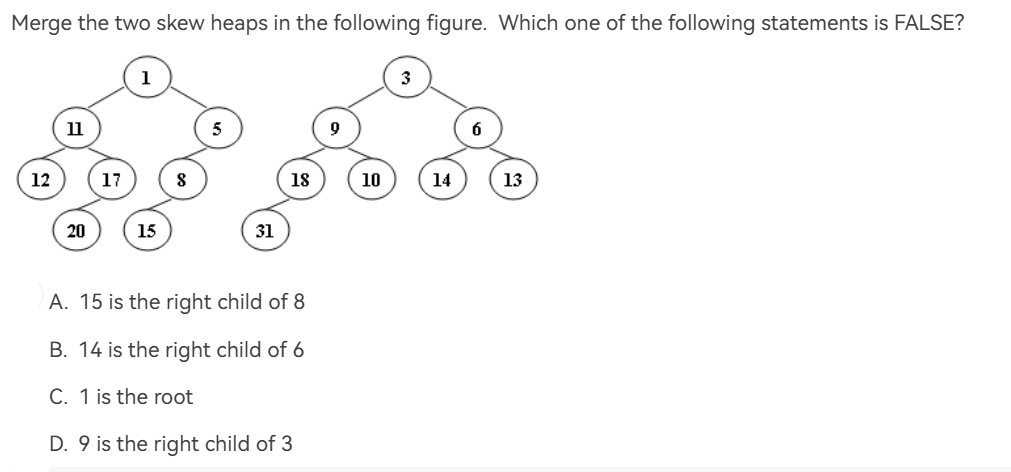 Merge the two skew heaps in the following figure. Which one of the following statements is FALSE?
1 3
11 5 9 6
12 17 8 18 10 14 13
20 15 31
A. 15 is the right child of 8
B. 14 is the right child of 6
C. 1 is the root
D. 9 is the right child of 3